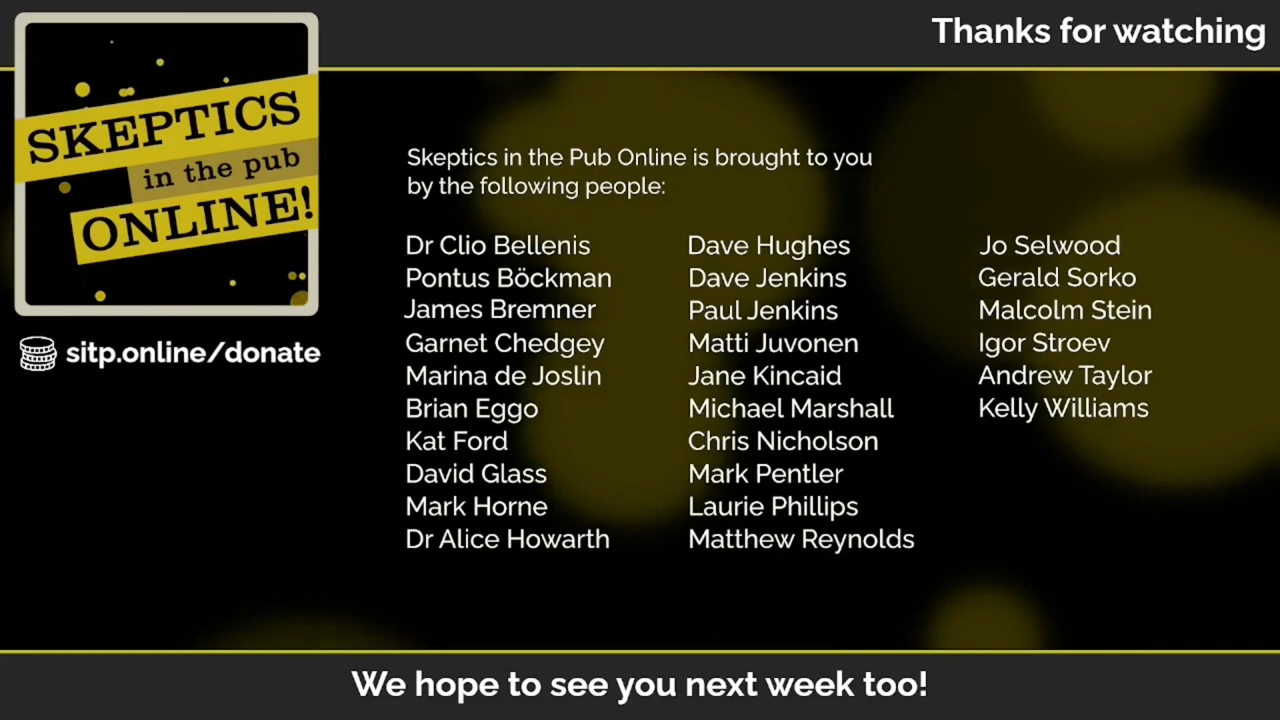 Thanks for watching
SKEPTICS
in the pub
ONLINE!
sitp.online/donate
Skeptics in the Pub Online is brought to you
by the following people:
Dr Clio Bellenis
Pontus Böckman
James Bremner
Garnet Chedgey
Marina de Joslin
Brian Eggo
Kat Ford
David Glass
Mark Horne
Dr Alice Howarth
Dave Hughes
Dave Jenkins
Paul Jenkins
Matti Juvonen
Jane Kincaid
Michael Marshall
Chris Nicholson
Mark Pentler
Laurie Phillips
Matthew Reynolds
Jo Selwood
Gerald Sorko
Malcolm Stein
Igor Stroev
Andrew Taylor
Kelly Williams
We hope to see you next week too!